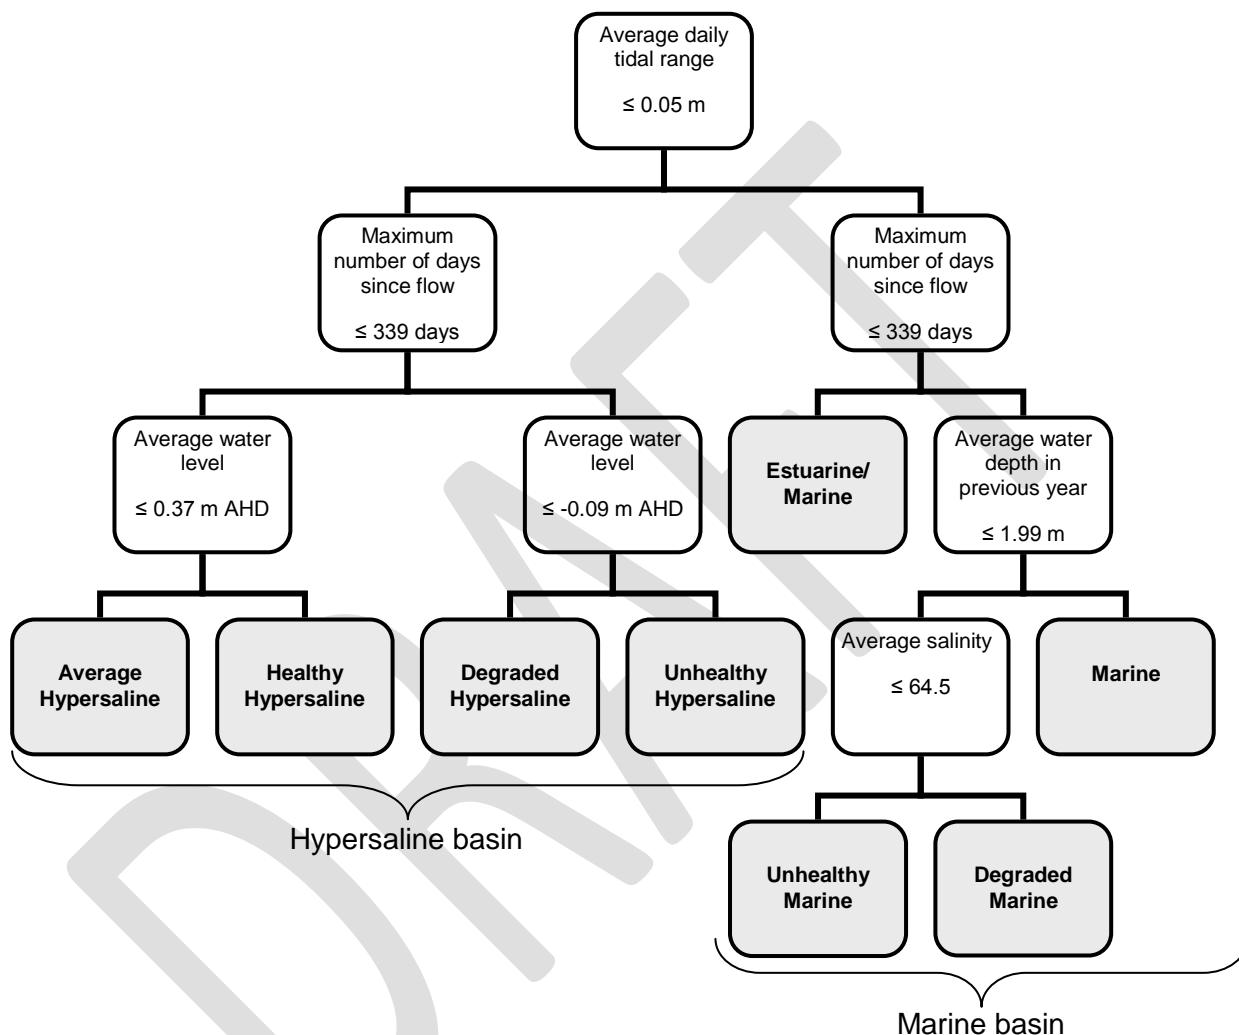 Average daily
tidal range
≤ 0.05 m
Maximum
number of days
since flow
≤ 339 days
Maximum
number of days
since flow
≤ 339 days
Average water
level
≤ 0.37 m AHD
Average water
level
≤ -0.09 m AHD
Estuarine/
Marine
Average water
depth in
previous year
≤ 1.99 m
Average
Hypersaline
Healthy
Hypersaline
Degraded
Hypersaline
Unhealthy
Hypersaline
Average salinity
≤ 64.5
Marine
Hypersaline basin
Unhealthy
Marine
Degraded
Marine
Marine basin
DRAFT